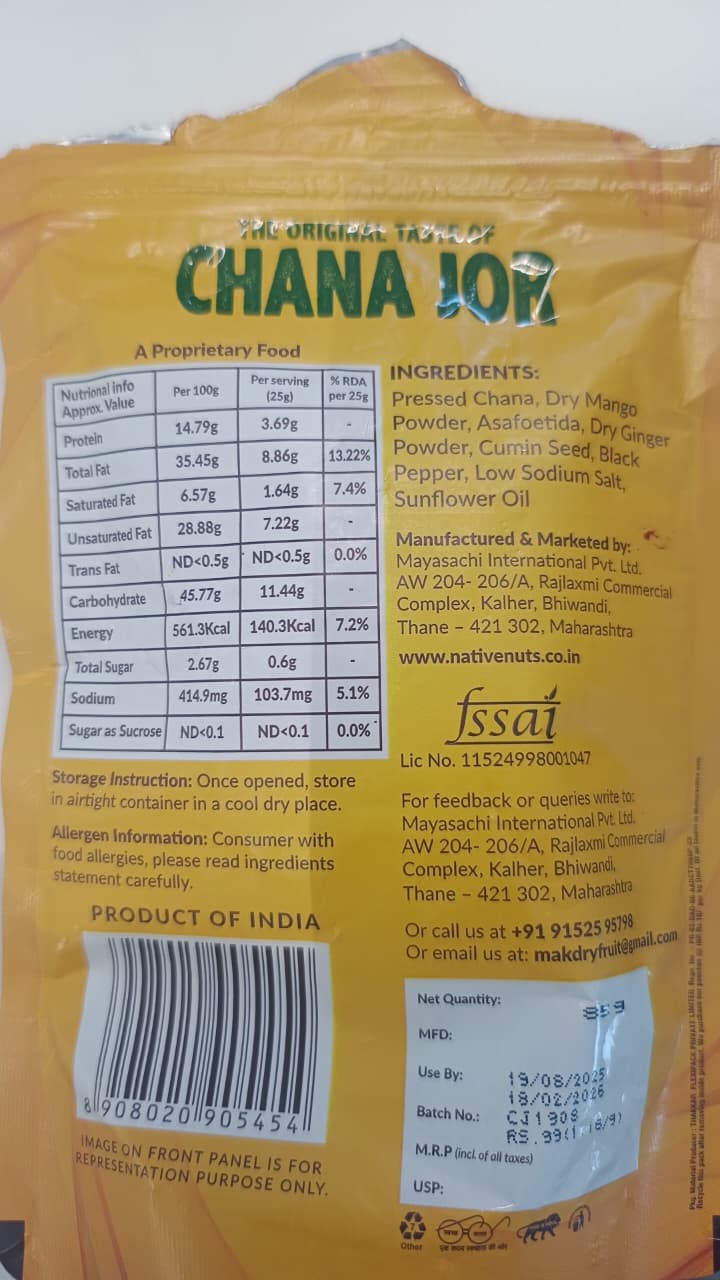 THE ORIGINAL TASTE OF
CHANA JOR
A Proprietary Food
Nutrional info Approx. Value Per 100g Per serving (25g) % RDA per 25g
Protein 14.79g 3.69g -
Total Fat 35.45g 8.86g 13.22%
Saturated Fat 6.57g 1.64g 7.4%
Unsaturated Fat 28.88g 7.22g -
Trans Fat ND<0.5g ND<0.5g 0.0%
Carbohydrate 45.77g 11.44g -
Energy 561.3Kcal 140.3Kcal 7.2%
Total Sugar 2.67g 0.6g -
Sodium 414.9mg 103.7mg 5.1%
Sugar as Sucrose ND<0.1 ND<0.1 0.0%
Storage Instruction: Once opened, store
in airtight container in a cool dry place.
Allergen Information: Consumer with
food allergies, please read ingredients
statement carefully.
PRODUCT OF INDIA
8 908020 905454
IMAGE ON FRONT PANEL IS FOR
REPRESENTATION PURPOSE ONLY.
INGREDIENTS:
Pressed Chana, Dry Mango
Powder, Asafoetida, Dry Ginger
Powder, Cumin Seed, Black
Pepper, Low Sodium Salt,
Sunflower Oil
Manufactured & Marketed by:
Mayasachi International Pvt. Ltd.
AW 204- 206/A, Rajlaxmi Commercial
Complex, Kalher, Bhiwandi,
Thane – 421 302, Maharashtra
www.nativenuts.co.in
fssai
Lic No. 11524998001047
For feedback or queries write to:
Mayasachi International Pvt. Ltd.
AW 204- 206/A, Rajlaxmi Commercial
Complex, Kalher, Bhiwandi,
Thane – 421 302, Maharashtra
Or call us at +91 91525 95798
Or email us at: makdryfruit@gmail.com
Net Quantity: 85g
MFD: 19/08/2025
Use By: 18/02/2026
Batch No.: CJ1908
M.R.P (incl. of all taxes) RS.99
USP:
7
Other